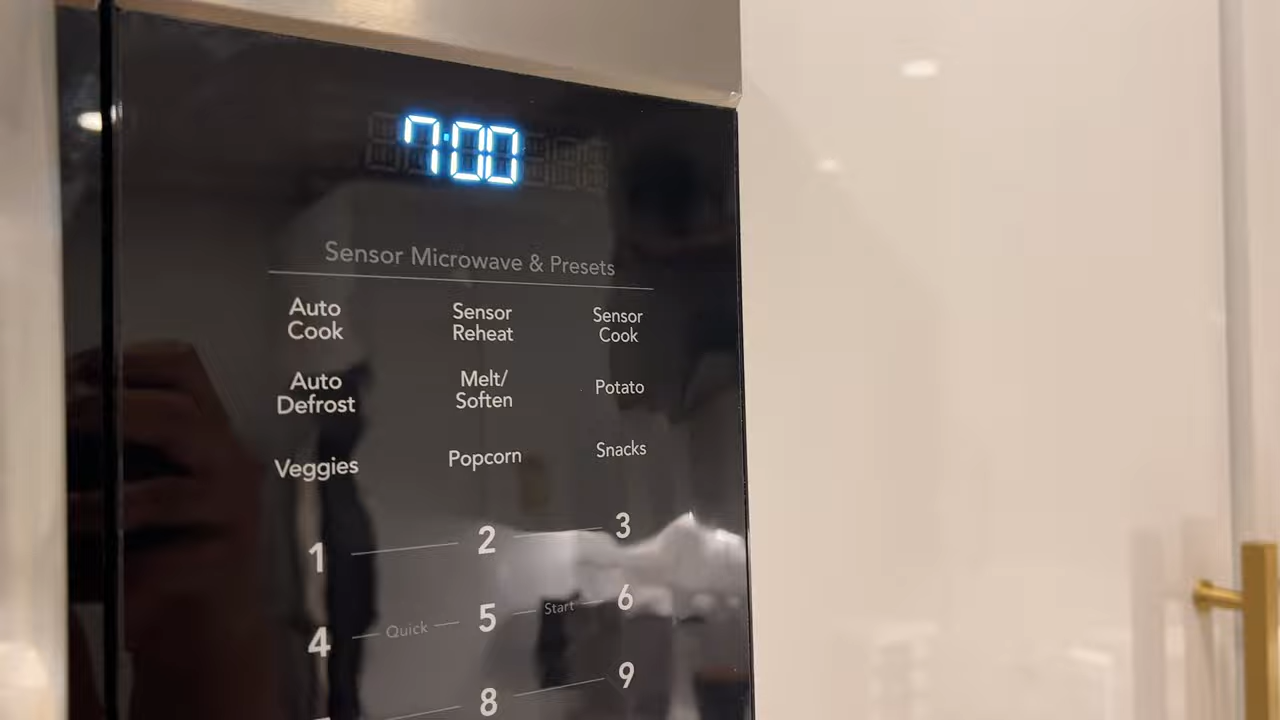 7:00
Sensor Microwave & Presets
Auto Cook
Sensor Reheat
Sensor Cook
Auto Defrost
Melt/ Soften
Potato
Veggies
Popcorn
Snacks
1 2 3
Quick Start
4 5 6
8 9